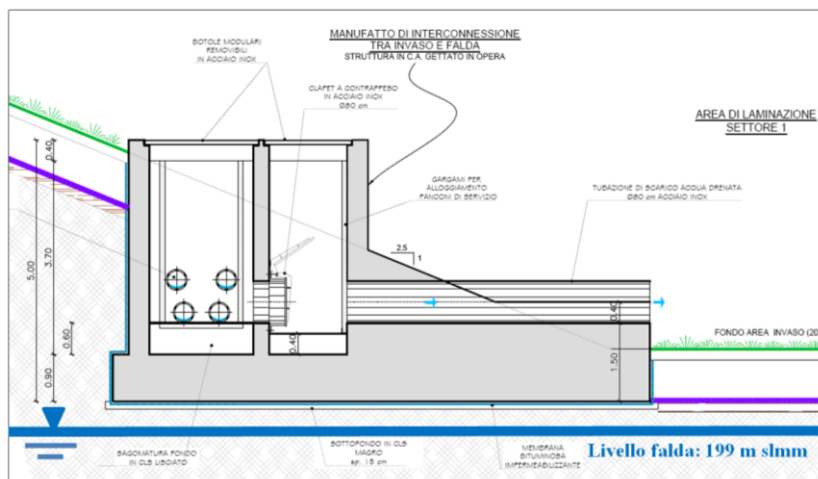 MANUFATTO DI INTERCONNESSIONE
TRA INVASO E FALDA
STRUTTURA IN C.A. GETTATO IN OPERA
BOTOLE MODULARI
REMOVIBILI
IN ACCIAIO INOX
CLAPET A CONTRAPPESO
IN ACCIAIO INOX
Ø80 cm
AREA DI LAMINAZIONE
SETTORE 1
GARGAMI PER
ALLOGGIAMENTO
PANCONI DI SERVIZIO
TUBAZIONE DI SCARICO ACQUA DRENATA
Ø80 cm ACCIAIO INOX
0.40
3.70
5.00
0.60
0.90
2.5
1
0.40
0.40
1.50
FONDO AREA INVASO (20
SAGOMATURA FONDO
IN CLS LISCIATO
SOTTOFONDO IN CLS
MAGRO
sp. 15 cm
MEMBRANA
BITUMINOSA
IMPERMEABILIZZANTE
Livello falda: 199 m slmm